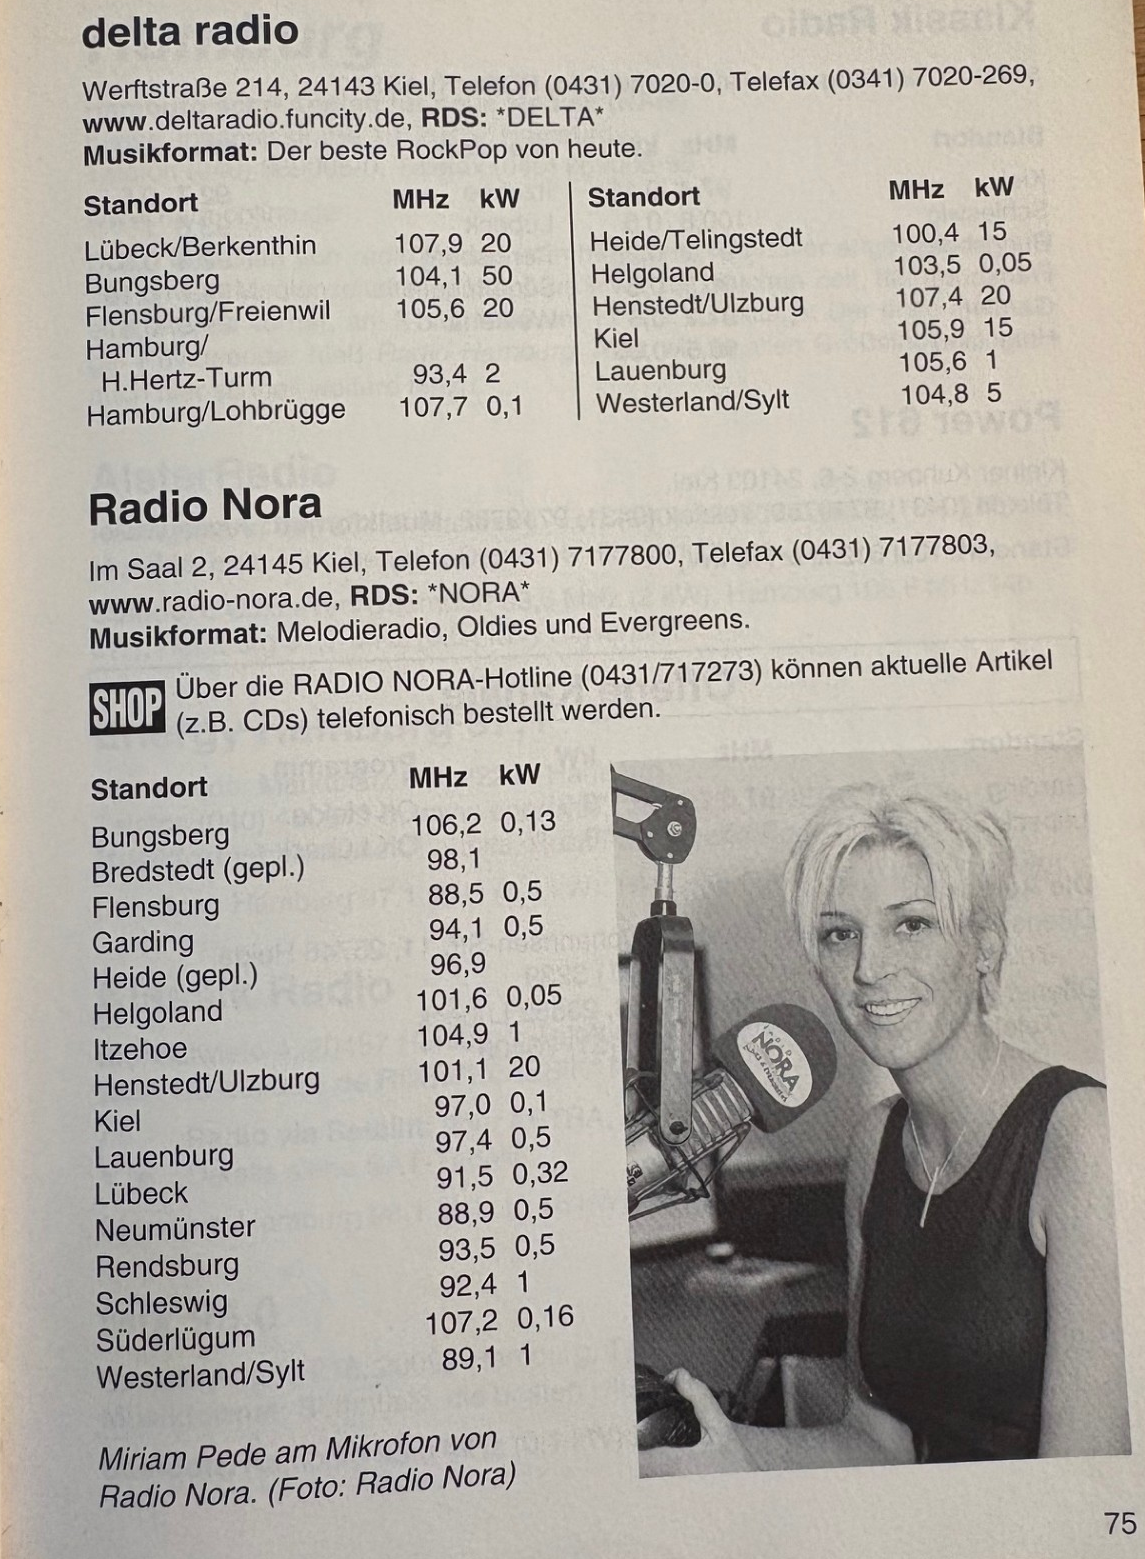 delta radio
Werftstraße 214, 24143 Kiel, Telefon (0431) 7020-0, Telefax (0341) 7020-269,
www.deltaradio.funcity.de, RDS: *DELTA*
Musikformat: Der beste RockPop von heute.
Standort MHz kW
Lübeck/Berkenthin 107,9 20
Bungsberg 104,1 50
Flensburg/Freienwil 105,6 20
Hamburg/
H.Hertz-Turm 93,4 2
Hamburg/Lohbrügge 107,7 0,1
Standort MHz kW
Heide/Telingstedt 100,4 15
Helgoland 103,5 0,05
Henstedt/Ulzburg 107,4 20
Kiel 105,9 15
Lauenburg 105,6 1
Westerland/Sylt 104,8 5
Radio Nora
Im Saal 2, 24145 Kiel, Telefon (0431) 7177800, Telefax (0431) 7177803,
www.radio-nora.de, RDS: *NORA*
Musikformat: Melodieradio, Oldies und Evergreens.
SHOP Über die RADIO NORA-Hotline (0431/717273) können aktuelle Artikel
(z.B. CDs) telefonisch bestellt werden.
Standort MHz kW
Bungsberg 106,2 0,13
Bredstedt (gepl.) 98,1
Flensburg 88,5 0,5
Garding 94,1 0,5
Heide (gepl.) 96,9
Helgoland 101,6 0,05
Itzehoe 104,9 1
Henstedt/Ulzburg 101,1 20
Kiel 97,0 0,1
Lauenburg 97,4 0,5
Lübeck 91,5 0,32
Neumünster 88,9 0,5
Rendsburg 93,5 0,5
Schleswig 92,4 1
Süderlügum 107,2 0,16
Westerland/Sylt 89,1 1
RADIO
NORA
Miriam Pede am Mikrofon von
Radio Nora. (Foto: Radio Nora)
75